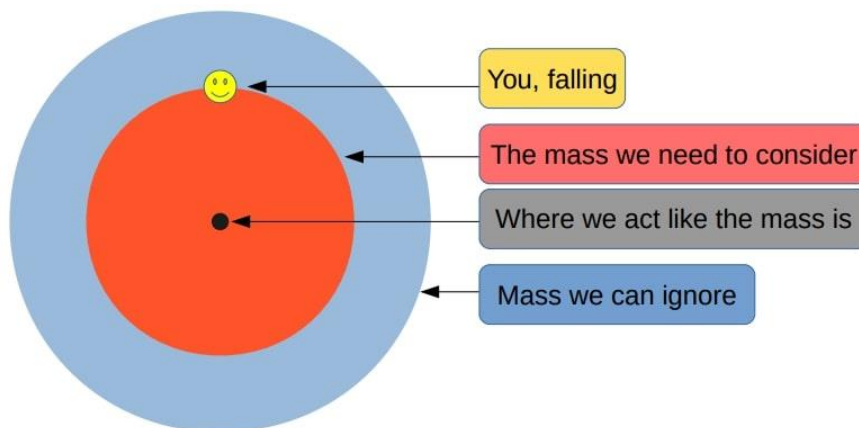 You, falling
The mass we need to consider
Where we act like the mass is
Mass we can ignore